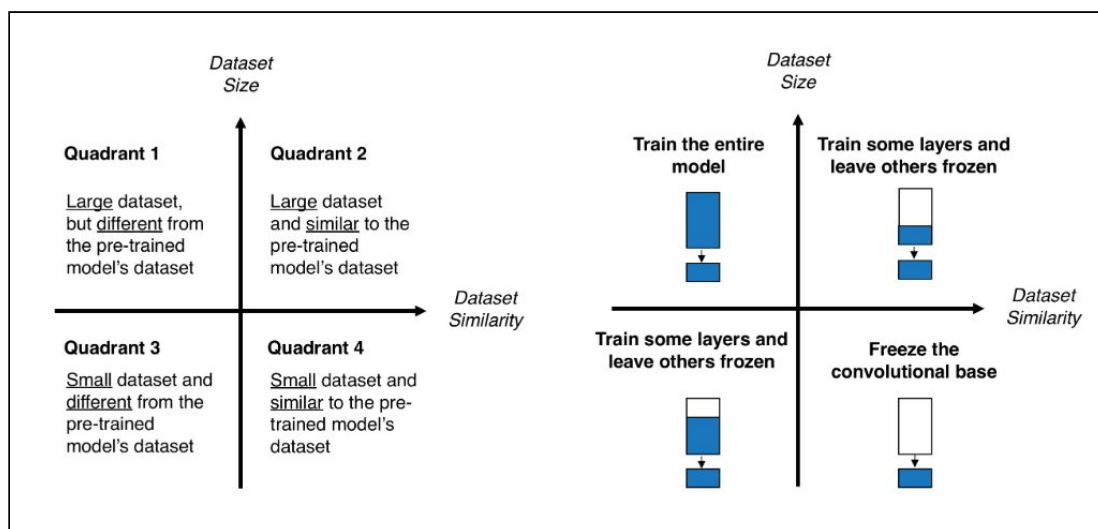 Dataset
Size
Quadrant 1
Large dataset,
but different from
the pre-trained
model's dataset
Quadrant 2
Large dataset
and similar to the
pre-trained
model's dataset
Dataset
Similarity
Quadrant 3
Small dataset and
different from the
pre-trained
model's dataset
Quadrant 4
Small dataset and
similar to the pre-
trained model's
dataset
Dataset
Size
Train the entire
model
Train some layers and
leave others frozen
Dataset
Similarity
Train some layers and
leave others frozen
Freeze the
convolutional base